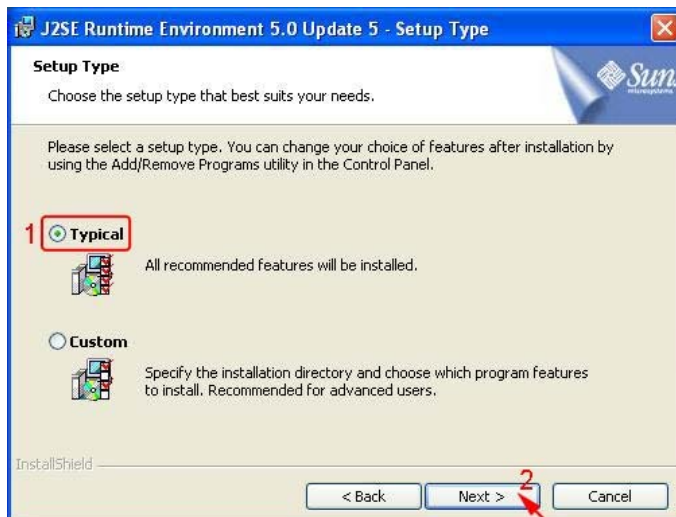 J2SE Runtime Environment 5.0 Update 5 - Setup Type
Setup Type
Choose the setup type that best suits your needs.
Sun
microsystems
Please select a setup type. You can change your choice of features after installation by
using the Add/Remove Programs utility in the Control Panel.
1
Typical
All recommended features will be installed.
Custom
Specify the installation directory and choose which program features
to install. Recommended for advanced users.
InstallShield
2
< Back
Next >
Cancel